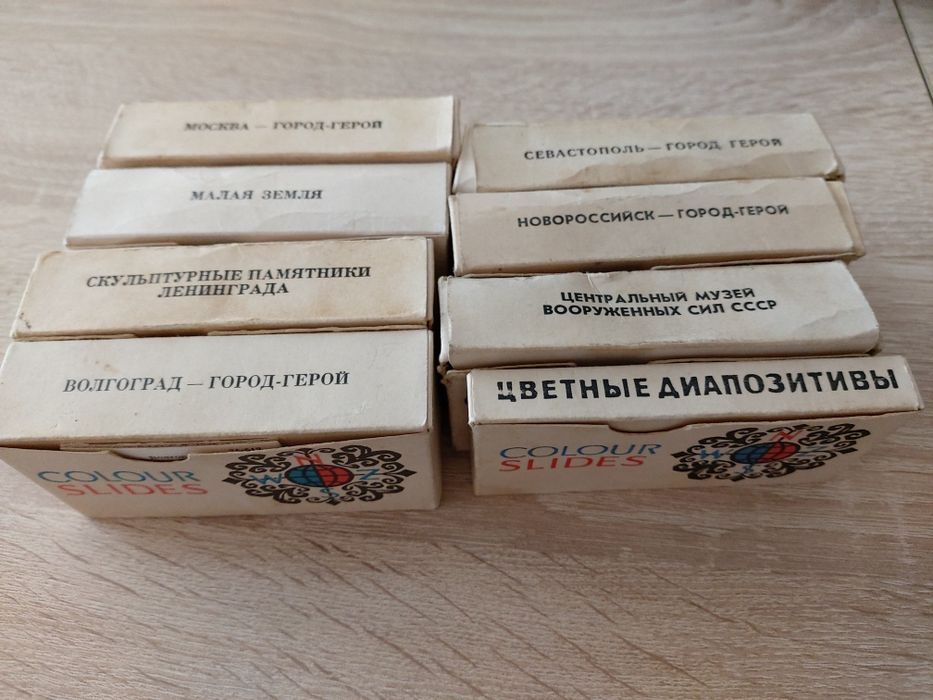 МОСКВА — ГОРОД-ГЕРОЙ
МАЛАЯ ЗЕМЛЯ
СКУЛЬПТУРНЫЕ ПАМЯТНИКИ
ЛЕНИНГРАДА
ВОЛГОГРАД — ГОРОД-ГЕРОЙ
COLOUR
SLIDES
N
W Z
S
СЕВАСТОПОЛЬ — ГОРОД ГЕРОЙ
НОВОРОССИЙСК — ГОРОД-ГЕРОЙ
ЦЕНТРАЛЬНЫЙ МУЗЕЙ
ВООРУЖЕННЫХ СИЛ СССР
ЦВЕТНЫЕ ДИАПОЗИТИВЫ
COLOUR
SLIDES
N
W
S